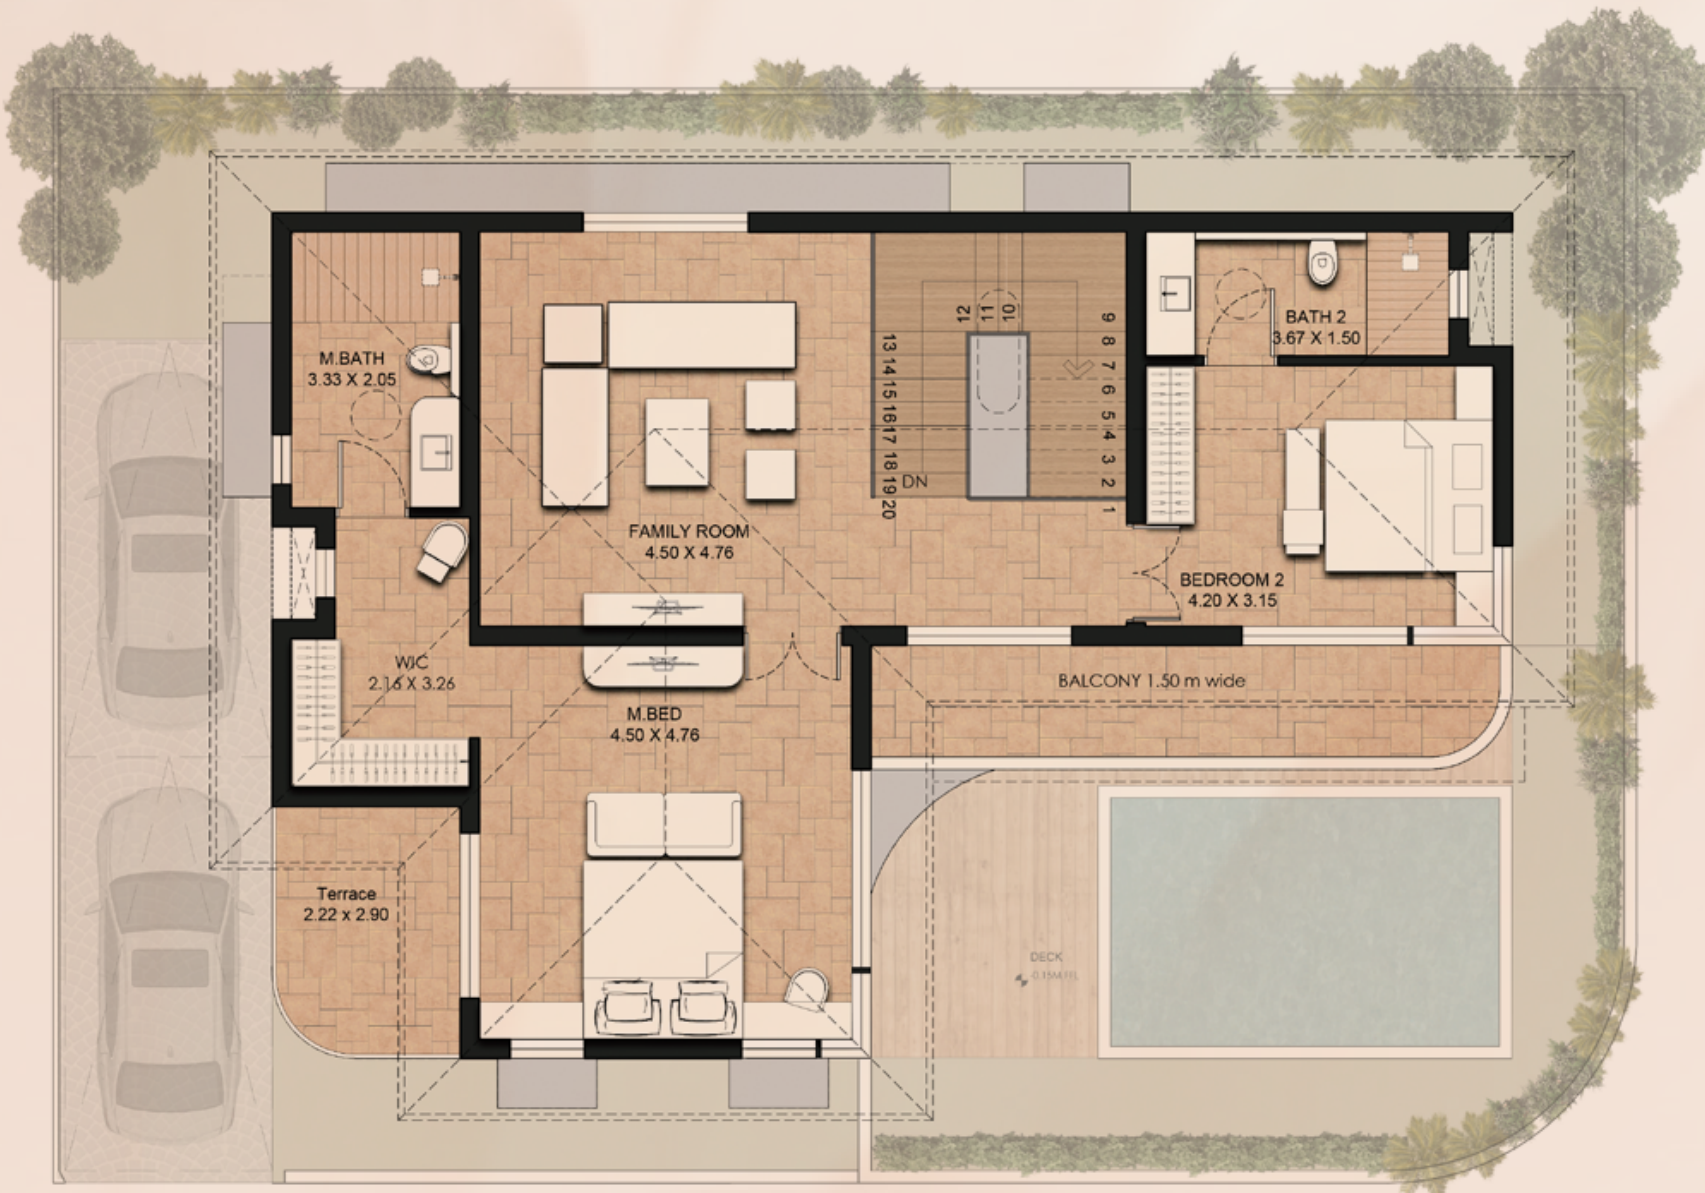 M.BATH
3.33 X 2.05
FAMILY ROOM
4.50 X 4.76
12
11
10
9
8
7
6
5
4
3
2
1
13
14
15
16
17
18
19
20
DN
BATH 2
3.67 X 1.50
BEDROOM 2
4.20 X 3.15
WIC
2.16 X 3.26
M.BED
4.50 X 4.76
BALCONY 1.50 m wide
Terrace
2.22 x 2.90
DECK